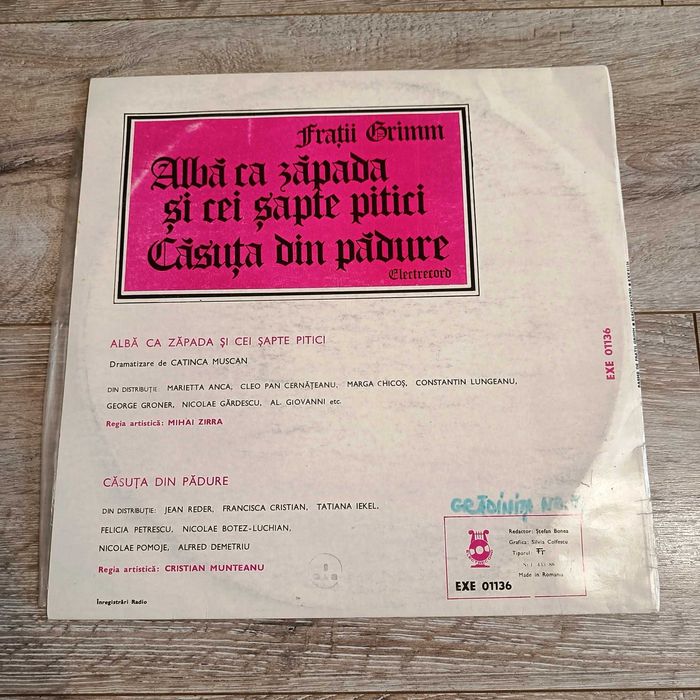 Frații Grimm
Albă ca zăpada
și cei șapte pitici
Căsuța din pădure
Electrecord
ALBĂ CA ZĂPADA ȘI CEI ȘAPTE PITICI
Dramatizare de CATINCA MUSCAN
DIN DISTRIBUȚIE: MARIETTA ANCA, CLEO PAN CERNĂȚEANU, MARGA CHICOȘ, CONSTANTIN LUNGEANU,
GEORGE GRONER, NICOLAE GĂRDESCU, AL. GIOVANNI etc.
Regia artistică: MIHAI ZIRRA
CĂSUȚA DIN PĂDURE
DIN DISTRIBUȚIE: JEAN REDER, FRANCISCA CRISTIAN, TATIANA IEKEL,
FELICIA PETRESCU, NICOLAE BOTEZ-LUCHIAN,
NICOLAE POMOJE, ALFRED DEMETRIU
Regia artistică: CRISTIAN MUNTEANU
Înregistrări Radio
EXE 01136
GRĂDINIȚA NO.
Redactor: Ștefan Bonea
Grafica: Silvia Colfescu
Tiparul:
Made in Romania
EXE 01136